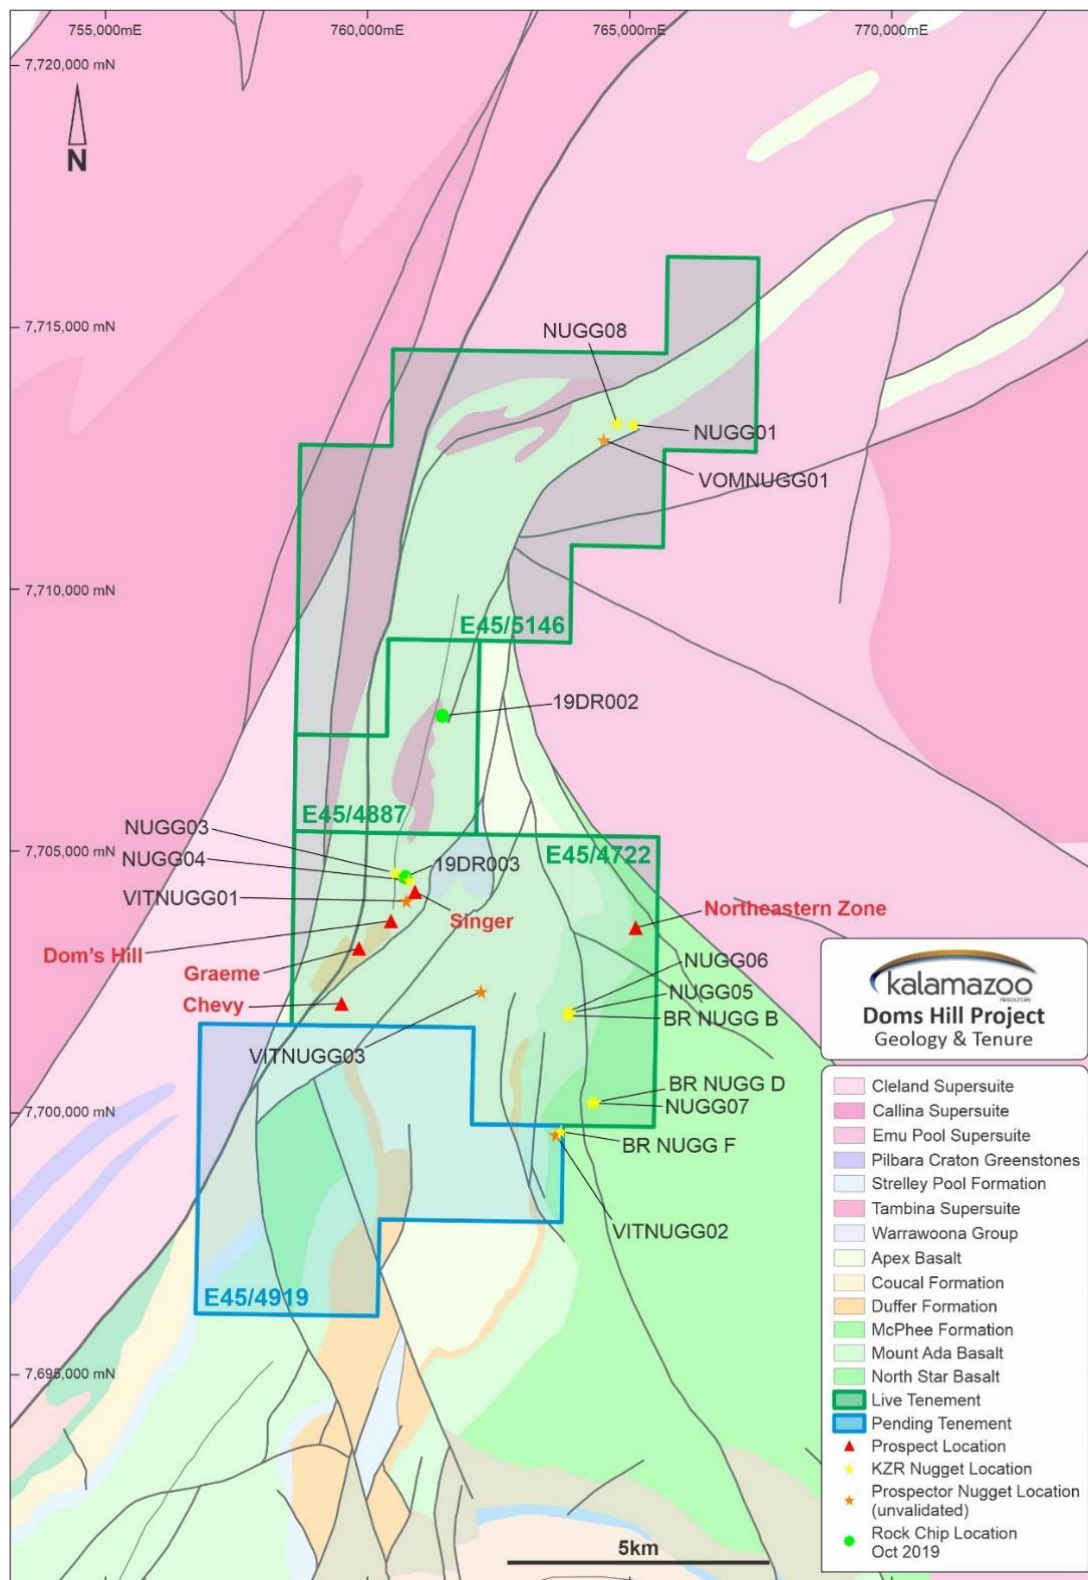 755,000mE
760,000mE
765,000mE
770,000mE
7,720,000 mN
N
7,715,000 mN
NUGG08
NUGG01
VOMNUGG01
7,710,000 mN
E45/5146
19DR002
E45/4887
NUGG03
7,705,000 mN
E45/4722
NUGG04
19DR003
VITNUGG01
Singer
Northeastern Zone
Dom's Hill
Graeme
NUGG06
Chevy
NUGG05
BR NUGG B
VITNUGG03
BR NUGG D
7,700,000 mN
NUGG07
BR NUGG F
VITNUGG02
E45/4919
7,695,000 mN
5km
kalamazoo
resources
Doms Hill Project
Geology & Tenure
Cleland Supersuite
Callina Supersuite
Emu Pool Supersuite
Pilbara Craton Greenstones
Strelley Pool Formation
Tambina Supersuite
Warrawoona Group
Apex Basalt
Coucal Formation
Duffer Formation
McPhee Formation
Mount Ada Basalt
North Star Basalt
Live Tenement
Pending Tenement
Prospect Location
KZR Nugget Location
Prospector Nugget Location
(unvalidated)
Rock Chip Location
Oct 2019